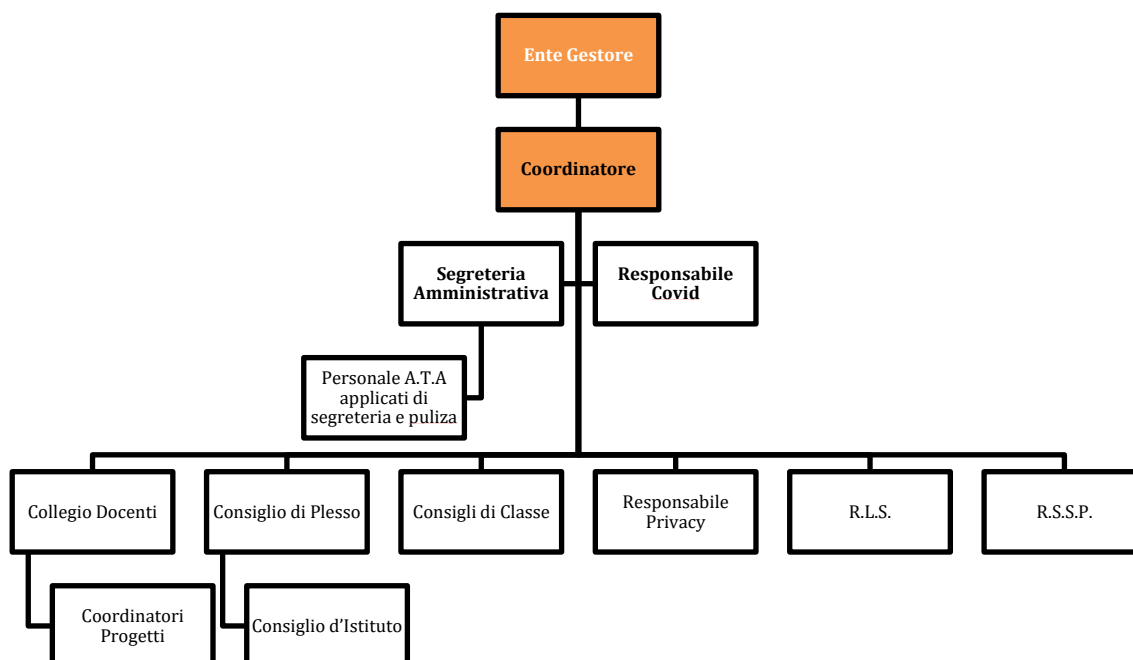 Ente Gestore
Coordinatore
Segreteria
Amministrativa
Responsabile
Covid
Personale A.T.A
applicati di
segreteria e puliza
Collegio Docenti
Consiglio di Plesso
Consigli di Classe
Responsabile
Privacy
R.L.S.
R.S.S.P.
Coordinatori
Progetti
Consiglio d’Istituto